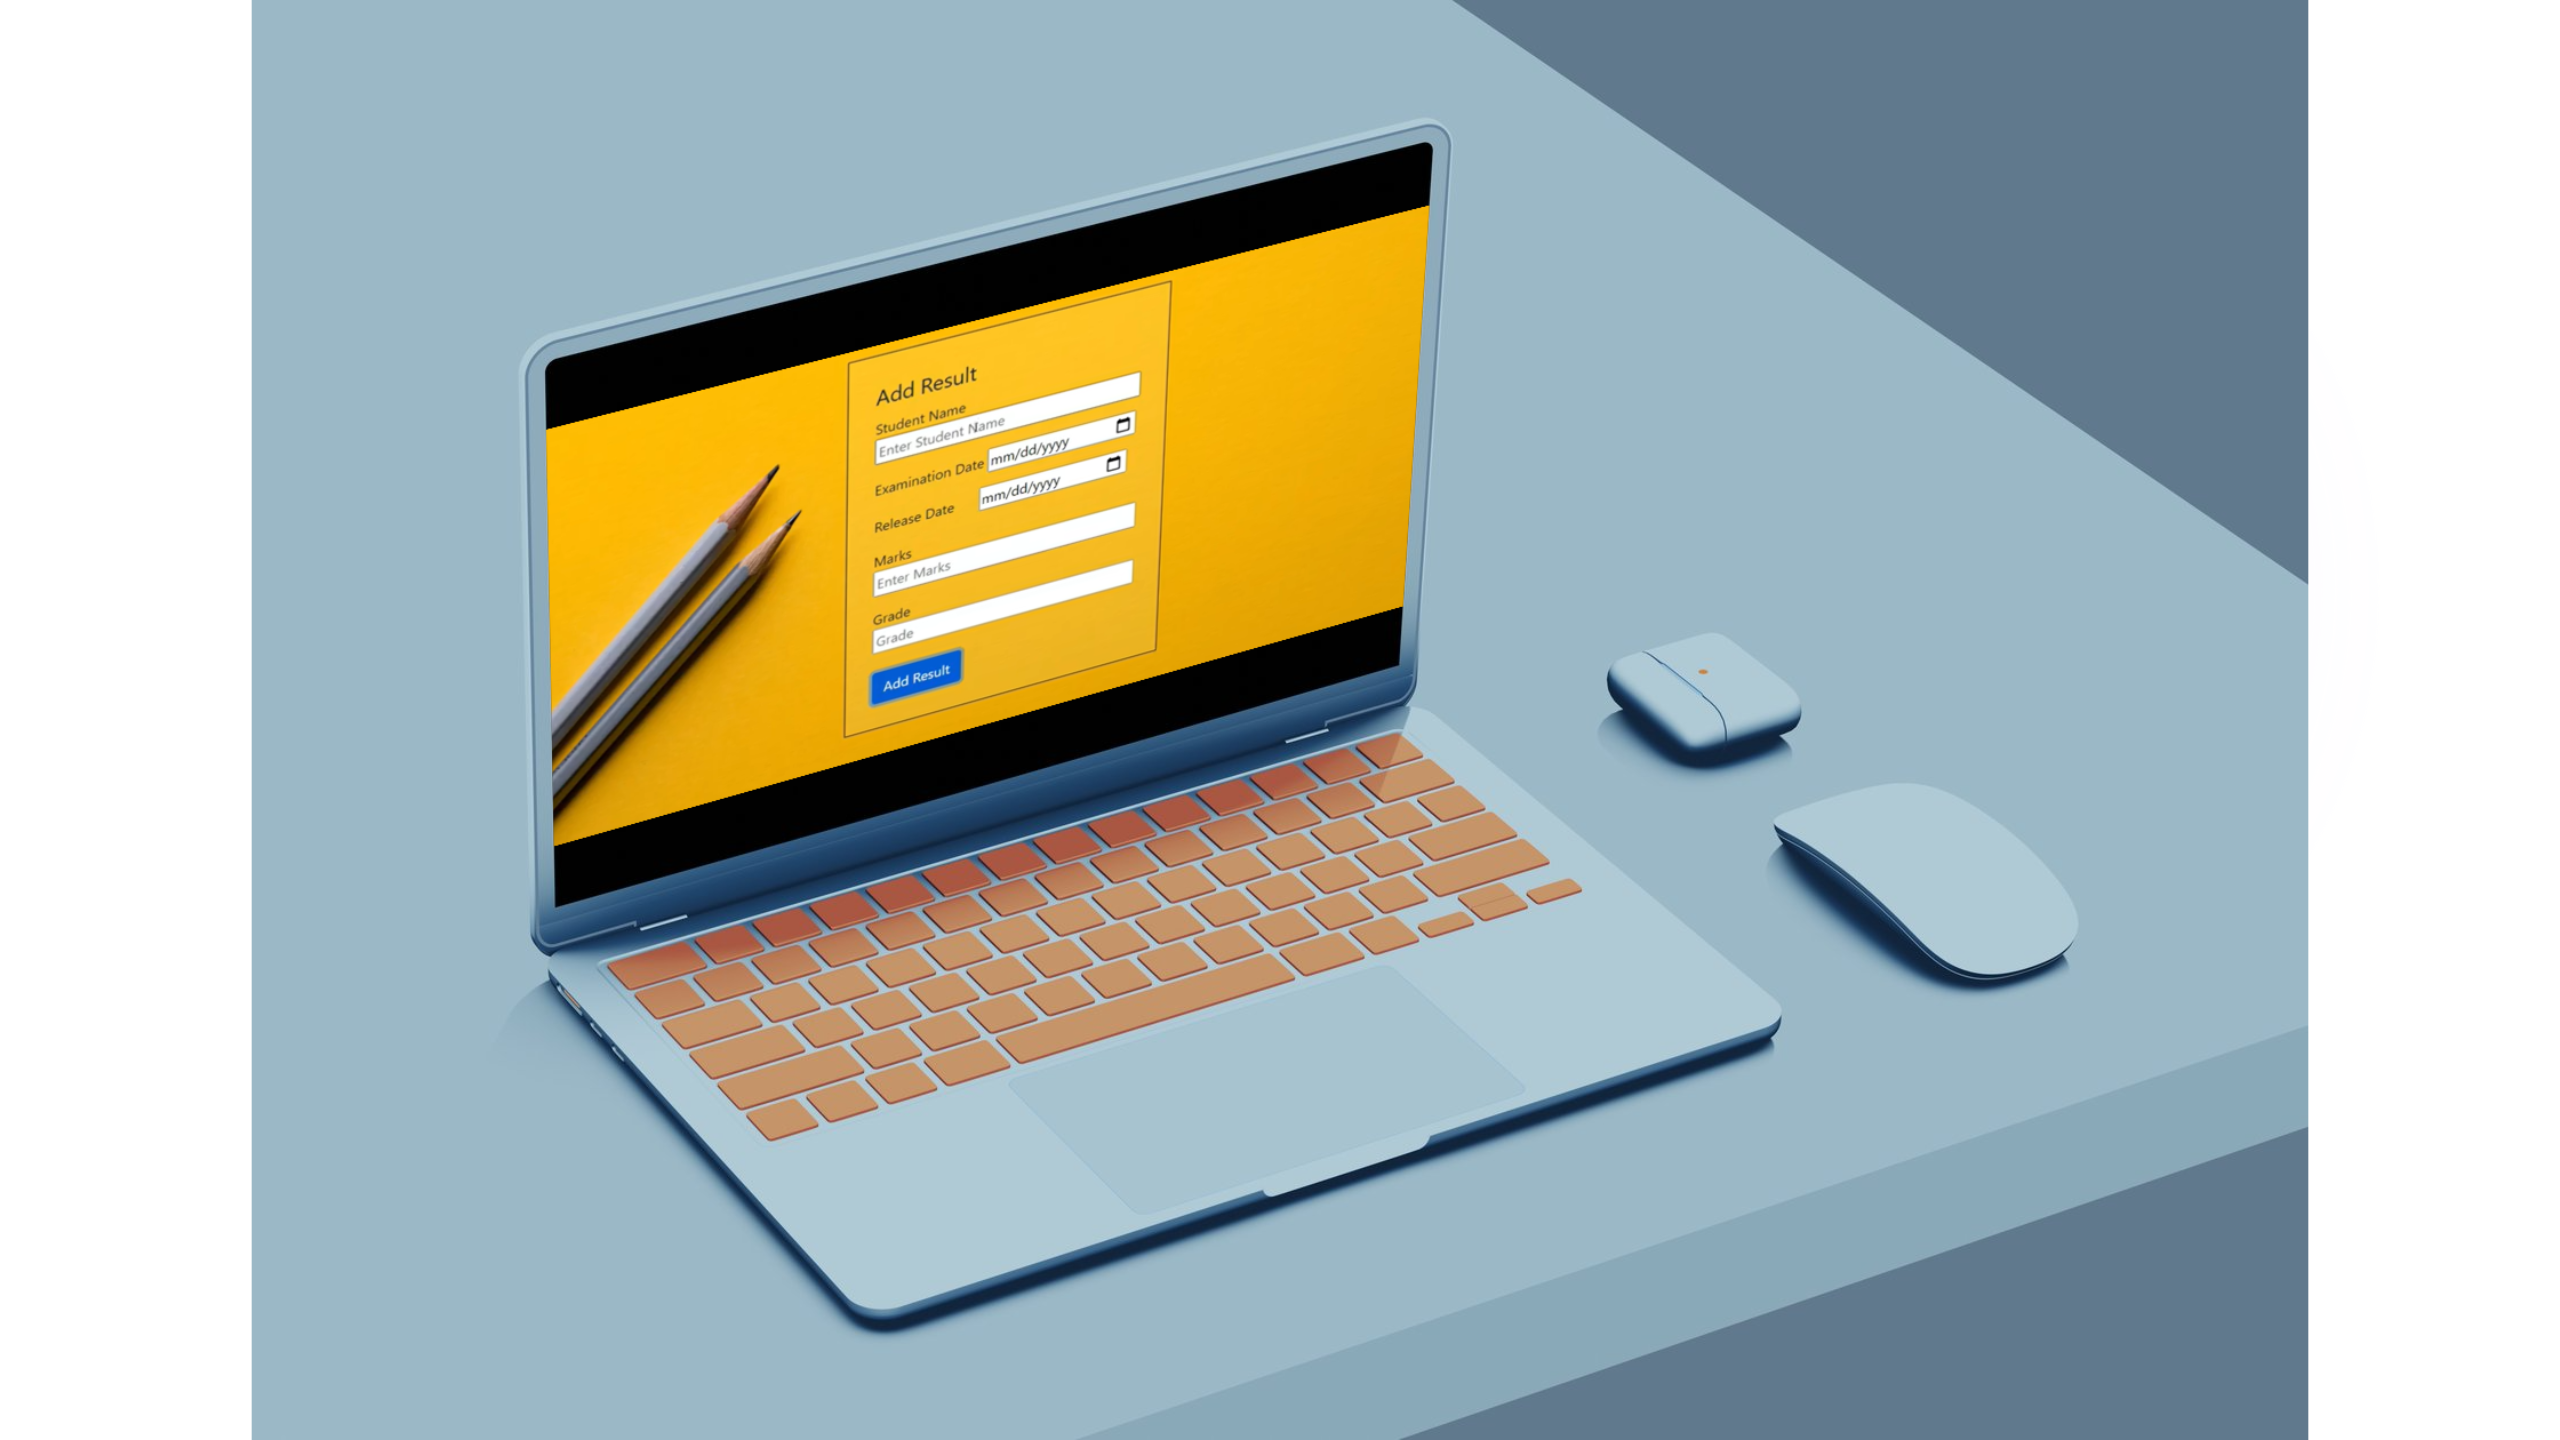 Add Result
Student Name
Enter Student Name
Examination Date mm/dd/yyyy
Release Date mm/dd/yyyy
Marks
Enter Marks
Grade
Grade
Add Result